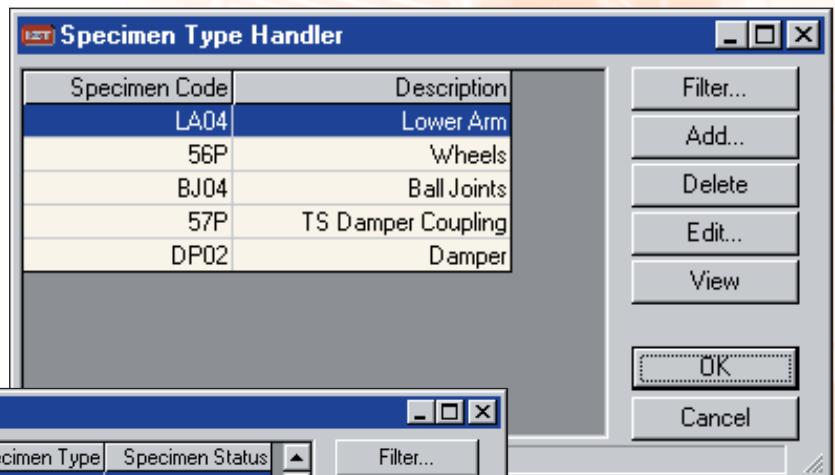 Specimen Type Handler
Specimen Code Description
LA04 Lower Arm
56P Wheels
BJ04 Ball Joints
57P TS Damper Coupling
DP02 Damper
Filter...
Add...
Delete
Edit...
View
OK
Cancel
Type Specimen Status
Filter...